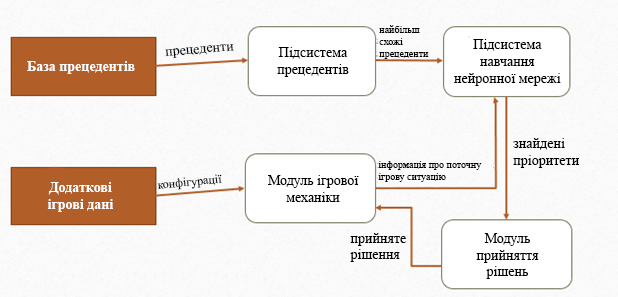 База прецедентів
прецеденти
Підсистема
прецедентів
найбільш
схожі
прецеденти
Підсистема
навчання
нейронної мережі
знайдені
пріоритети
Додаткові
ігрові дані
конфігурації
Модуль ігрової
механіки
інформація про поточну
ігрову ситуацію
прийняте
рішення
Модуль
прийняття
рішень